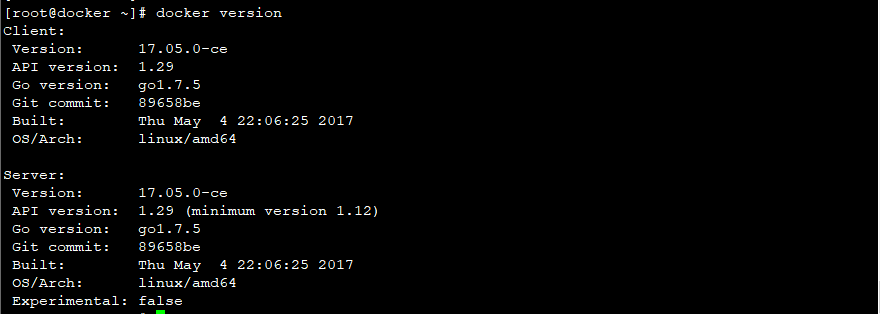 [root@docker ~]# docker version
Client:
 Version:      17.05.0-ce
 API version:  1.29
 Go version:   go1.7.5
 Git commit:   89658be
 Built:        Thu May  4 22:06:25 2017
 OS/Arch:      linux/amd64

Server:
 Version:      17.05.0-ce
 API version:  1.29 (minimum version 1.12)
 Go version:   go1.7.5
 Git commit:   89658be
 Built:        Thu May  4 22:06:25 2017
 OS/Arch:      linux/amd64
 Experimental: false